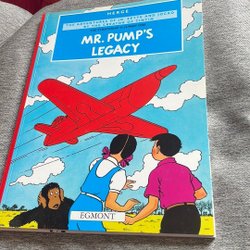 HERGÉ
THE ADVENTURES OF JO, ZETTE AND JOCKO
MR. PUMP'S
LEGACY
EGMONT